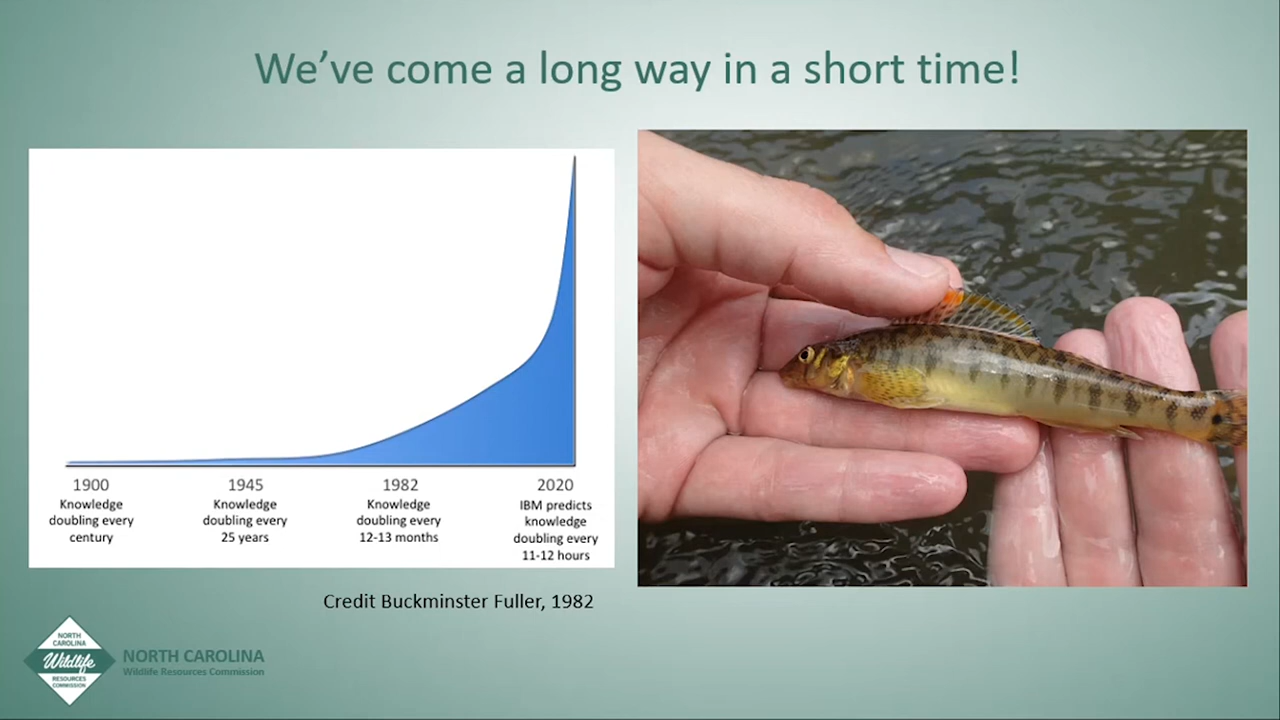 We've come a long way in a short time!
1900
Knowledge
doubling every
century
1945
Knowledge
doubling every
25 years
1982
Knowledge
doubling every
12-13 months
2020
IBM predicts
knowledge
doubling every
11-12 hours
Credit Buckminster Fuller, 1982
NORTH
CAROLINA
Wildlife
RESOURCES
COMMISSION
NORTH CAROLINA
Wildlife Resources Commission